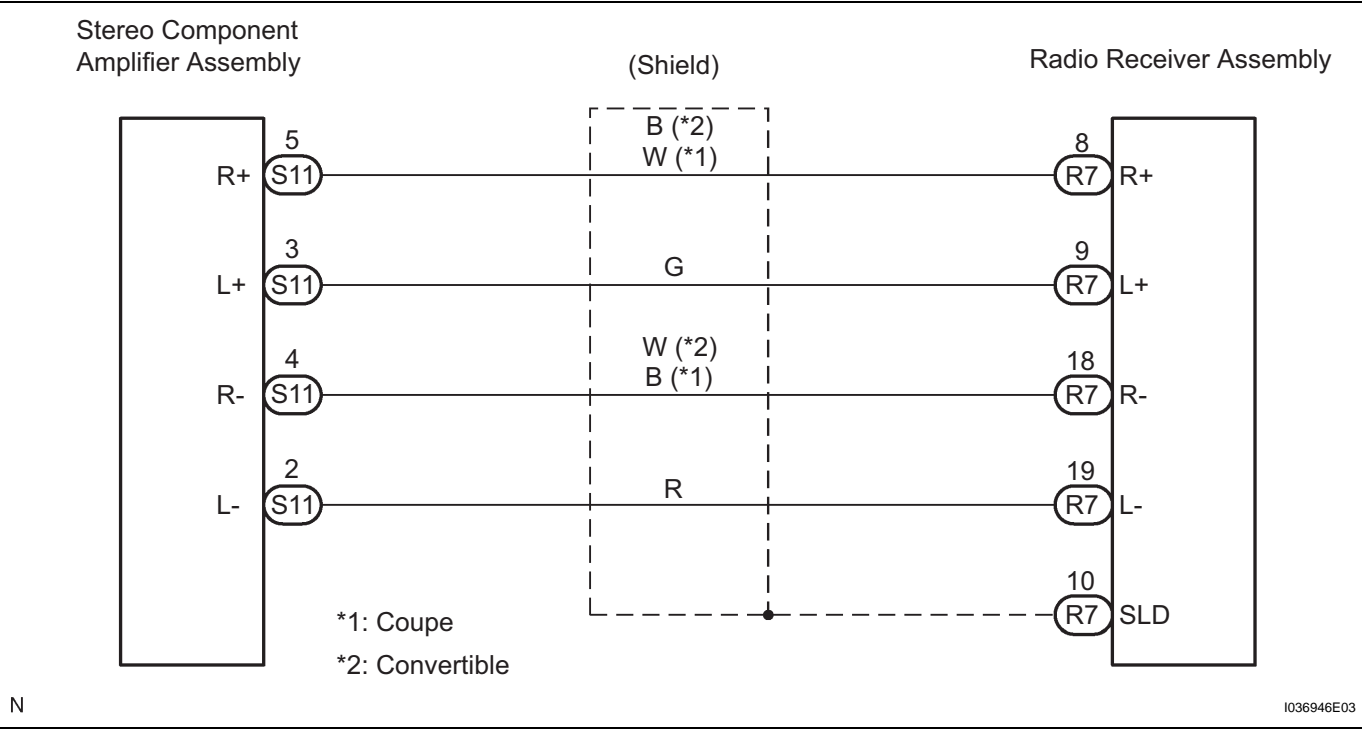 Stereo Component
Amplifier Assembly
(Shield)
Radio Receiver Assembly
B (*2)
W (*1)
5
8
R+
S11
R7
R+
3
G
9
L+
S11
R7
L+
W (*2)
B (*1)
4
18
R-
S11
R7
R-
2
R
19
L-
S11
R7
L-
10
R7
SLD
*1: Coupe
*2: Convertible
N
I036946E03